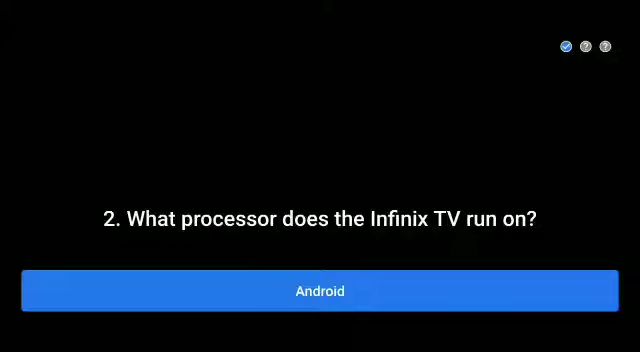 2. What processor does the Infinix TV run on?
Android